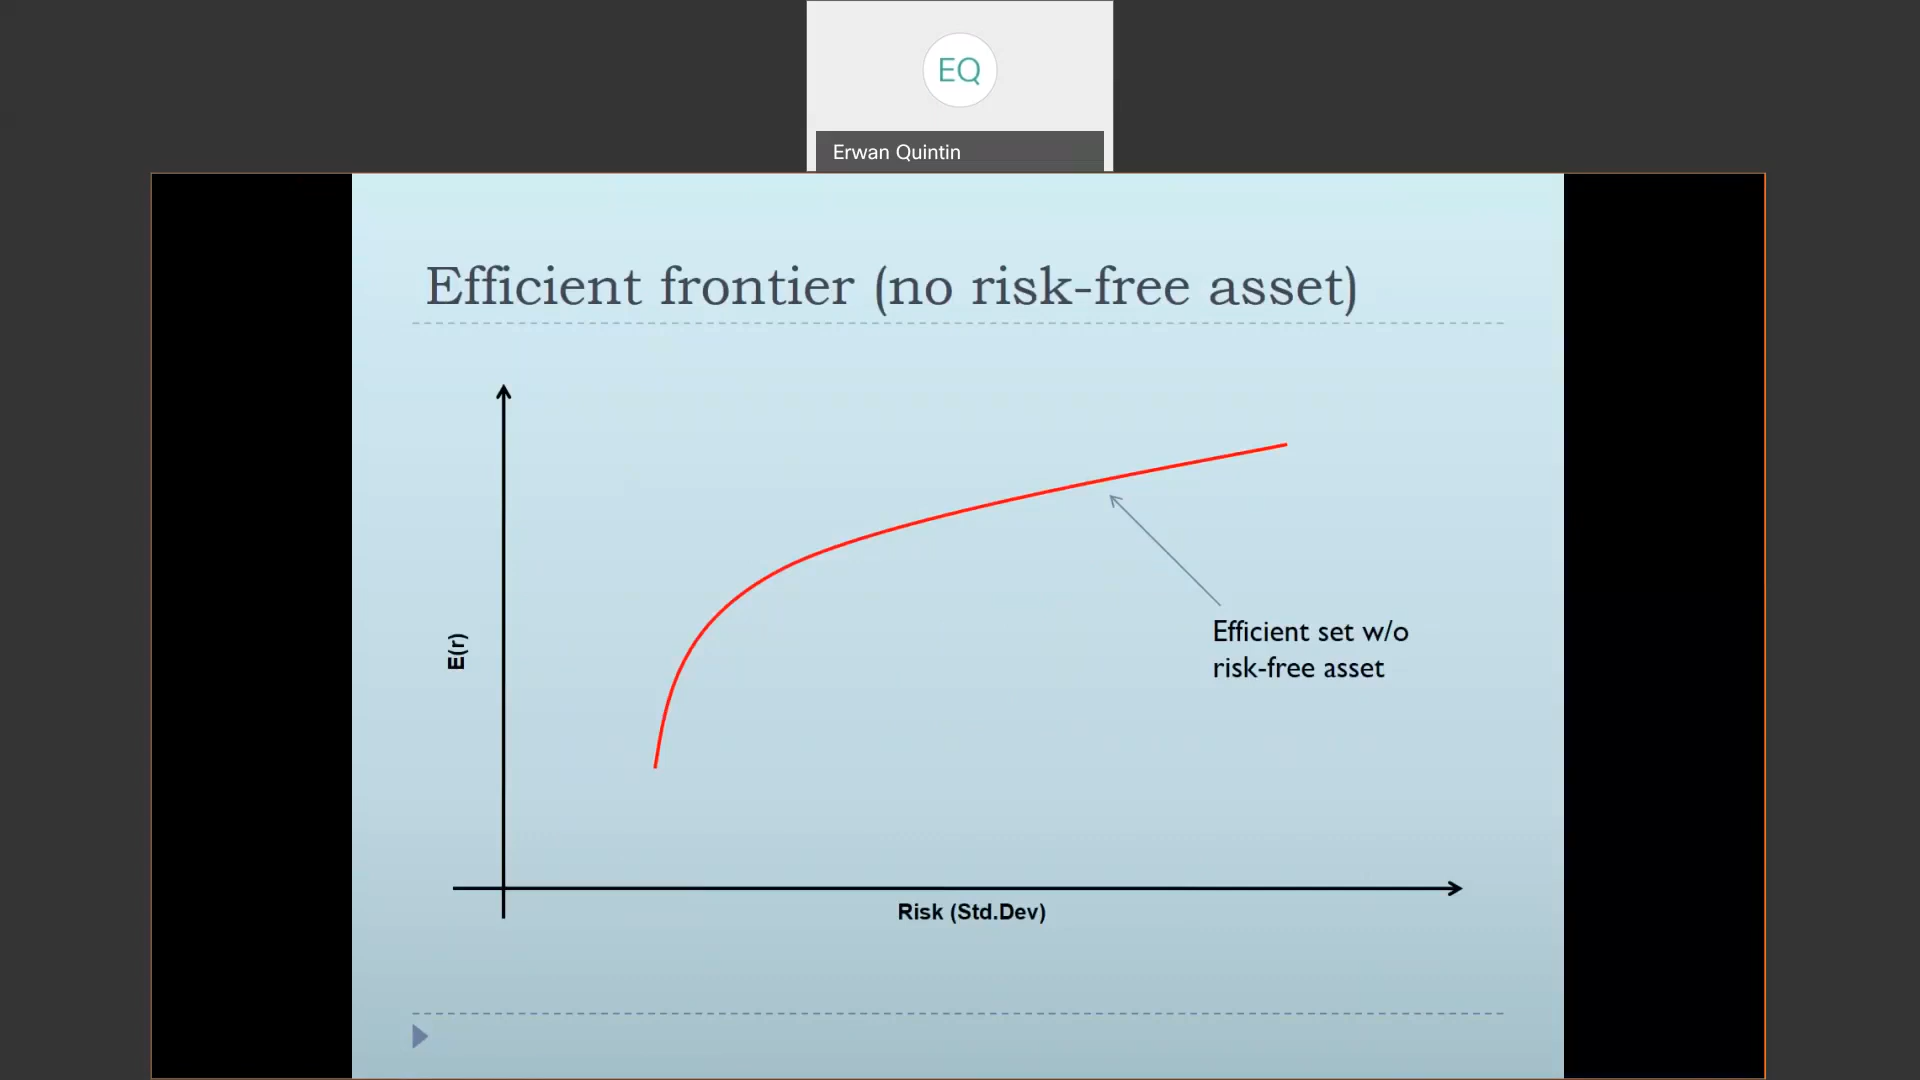 EQ
Erwan Quintin
Efficient frontier (no risk-free asset)
E(r)
Efficient set w/o
risk-free asset
Risk (Std.Dev)